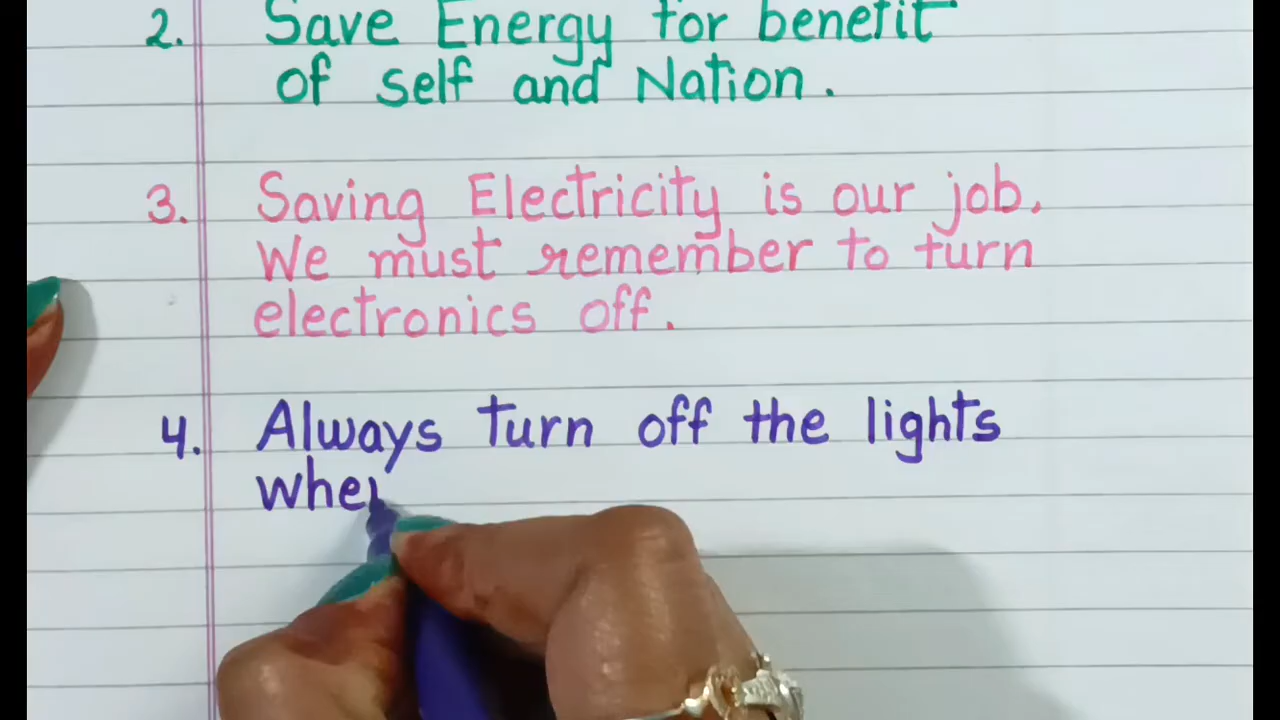 2. Save Energy for benefit
of self and Nation.
3. Saving Electricity is our job.
We must remember to turn
electronics off.
4. Always turn off the lights